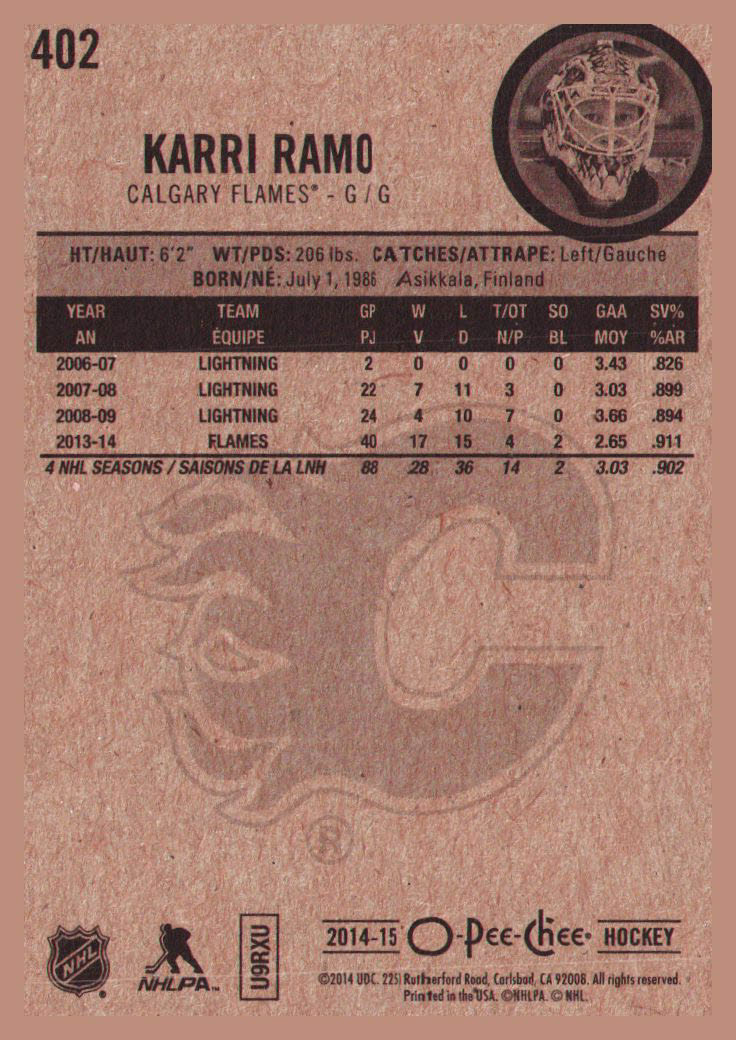 402
KARRI RAMO
CALGARY FLAMES® - G / G
HT/HAUT: 6'2" WT/PDS: 206 lbs. CATCHES/ATTRAPE: Left/Gauche
BORN/NÉ: July 1, 1986 Asikkala, Finland
YEAR TEAM GP W L T/OT SO GAA SV%
AN ÉQUIPE PJ V D N/P BL MOY %AR
2006-07 LIGHTNING 2 0 0 0 0 3.43 .826
2007-08 LIGHTNING 22 7 11 3 0 3.03 .899
2008-09 LIGHTNING 24 4 10 7 0 3.66 .894
2013-14 FLAMES 40 17 15 4 2 2.65 .911
4 NHL SEASONS / SAISONS DE LA LNH 88 28 36 14 2 3.03 .902
®
NHL ®
NHLPA™
U9RXU
2014-15 O-Pee-Chee® HOCKEY
©2014 UDC. 2251 Rutherford Road, Carlsbad, CA 92008. All rights reserved.
Printed in the USA. ©NHLPA. © NHL.